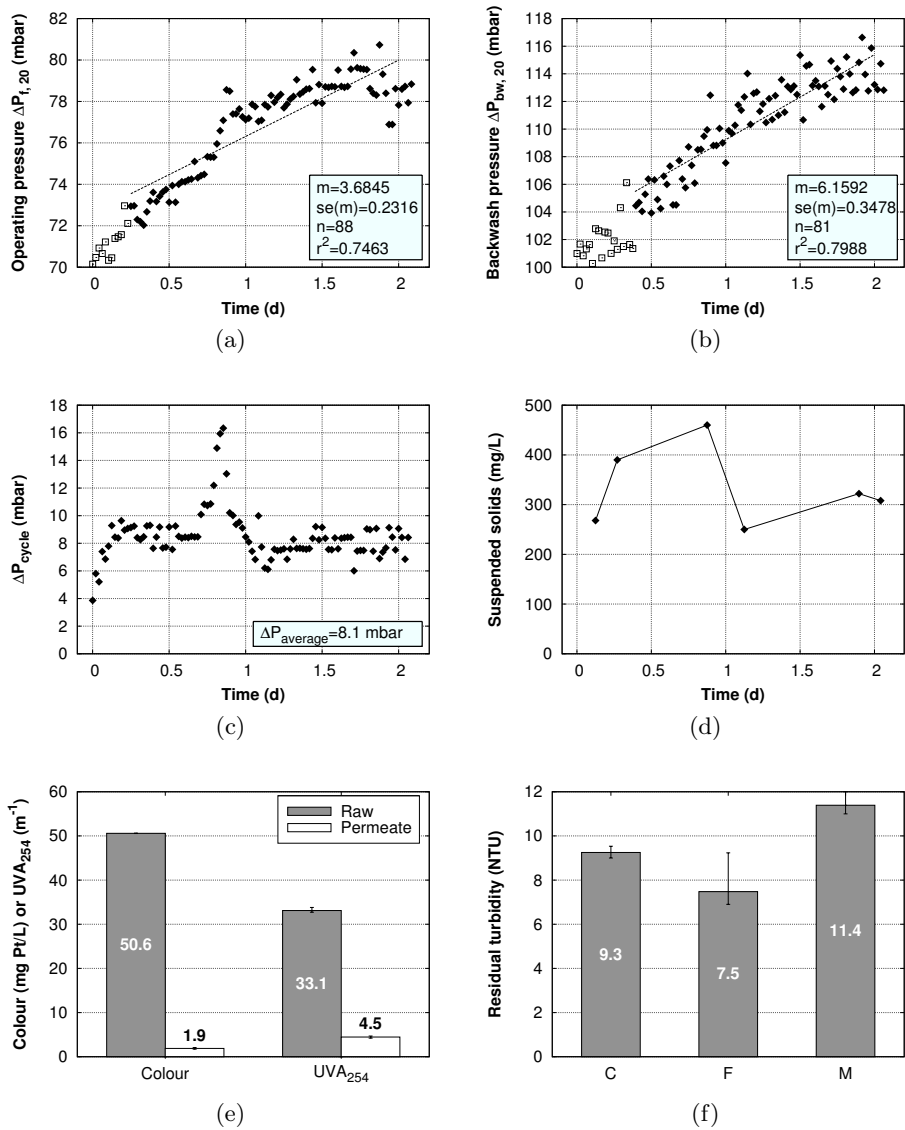 Operating pressure ΔP_f, 20 (mbar)
82
80
78
76
74
72
70
m=3.6845
se(m)=0.2316
n=88
r²=0.7463
0 0.5 1 1.5 2
Time (d)
(a)
Backwash pressure ΔP_bw, 20 (mbar)
118
116
114
112
110
108
106
104
102
100
m=6.1592
se(m)=0.3478
n=81
r²=0.7988
0 0.5 1 1.5 2
Time (d)
(b)
ΔP_cycle (mbar)
18
16
14
12
10
8
6
4
2
0
ΔP_average=8.1 mbar
0 0.5 1 1.5 2
Time (d)
(c)
Suspended solids (mg/L)
500
400
300
200
100
0
0 0.5 1 1.5 2
Time (d)
(d)
Colour (mg Pt/L) or UVA₂₅₄ (m⁻¹)
60
50
40
30
20
10
0
Raw
Permeate
50.6
1.9
33.1
4.5
Colour UVA₂₅₄
(e)
Residual turbidity (NTU)
12
10
8
6
4
2
0
9.3
7.5
11.4
C F M
(f)